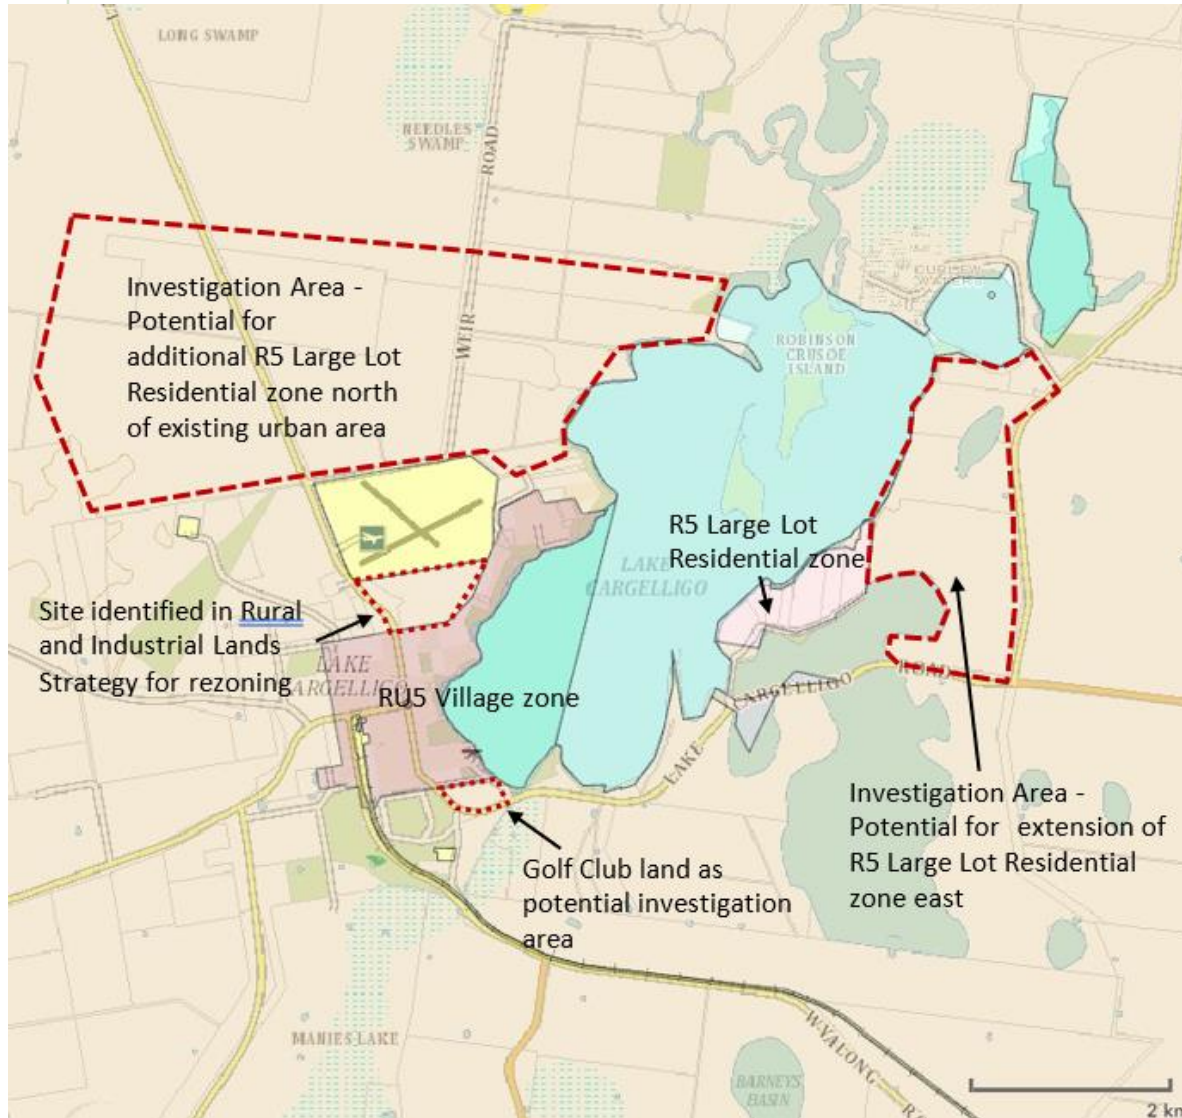 LONG SWAMP
NEEDLES
SWAMP
ROAD
WEIR
Investigation Area -
Potential for
additional R5 Large Lot
Residential zone north
of existing urban area
CURLEW
WATERS
ROBINSON
CRUSOE
ISLAND
R5 Large Lot
Residential zone
LAKE
CARGELLIGO
Site identified in Rural
and Industrial Lands
Strategy for rezoning
LAKE
CARGELLIGO
RU5 Village zone
LAKE
CARGELLIGO
ROAD
Investigation Area -
Potential for extension of
R5 Large Lot Residential
zone east
Golf Club land as
potential investigation
area
MANIES LAKE
WYALONG
BARNEYS
BASIN
2 km